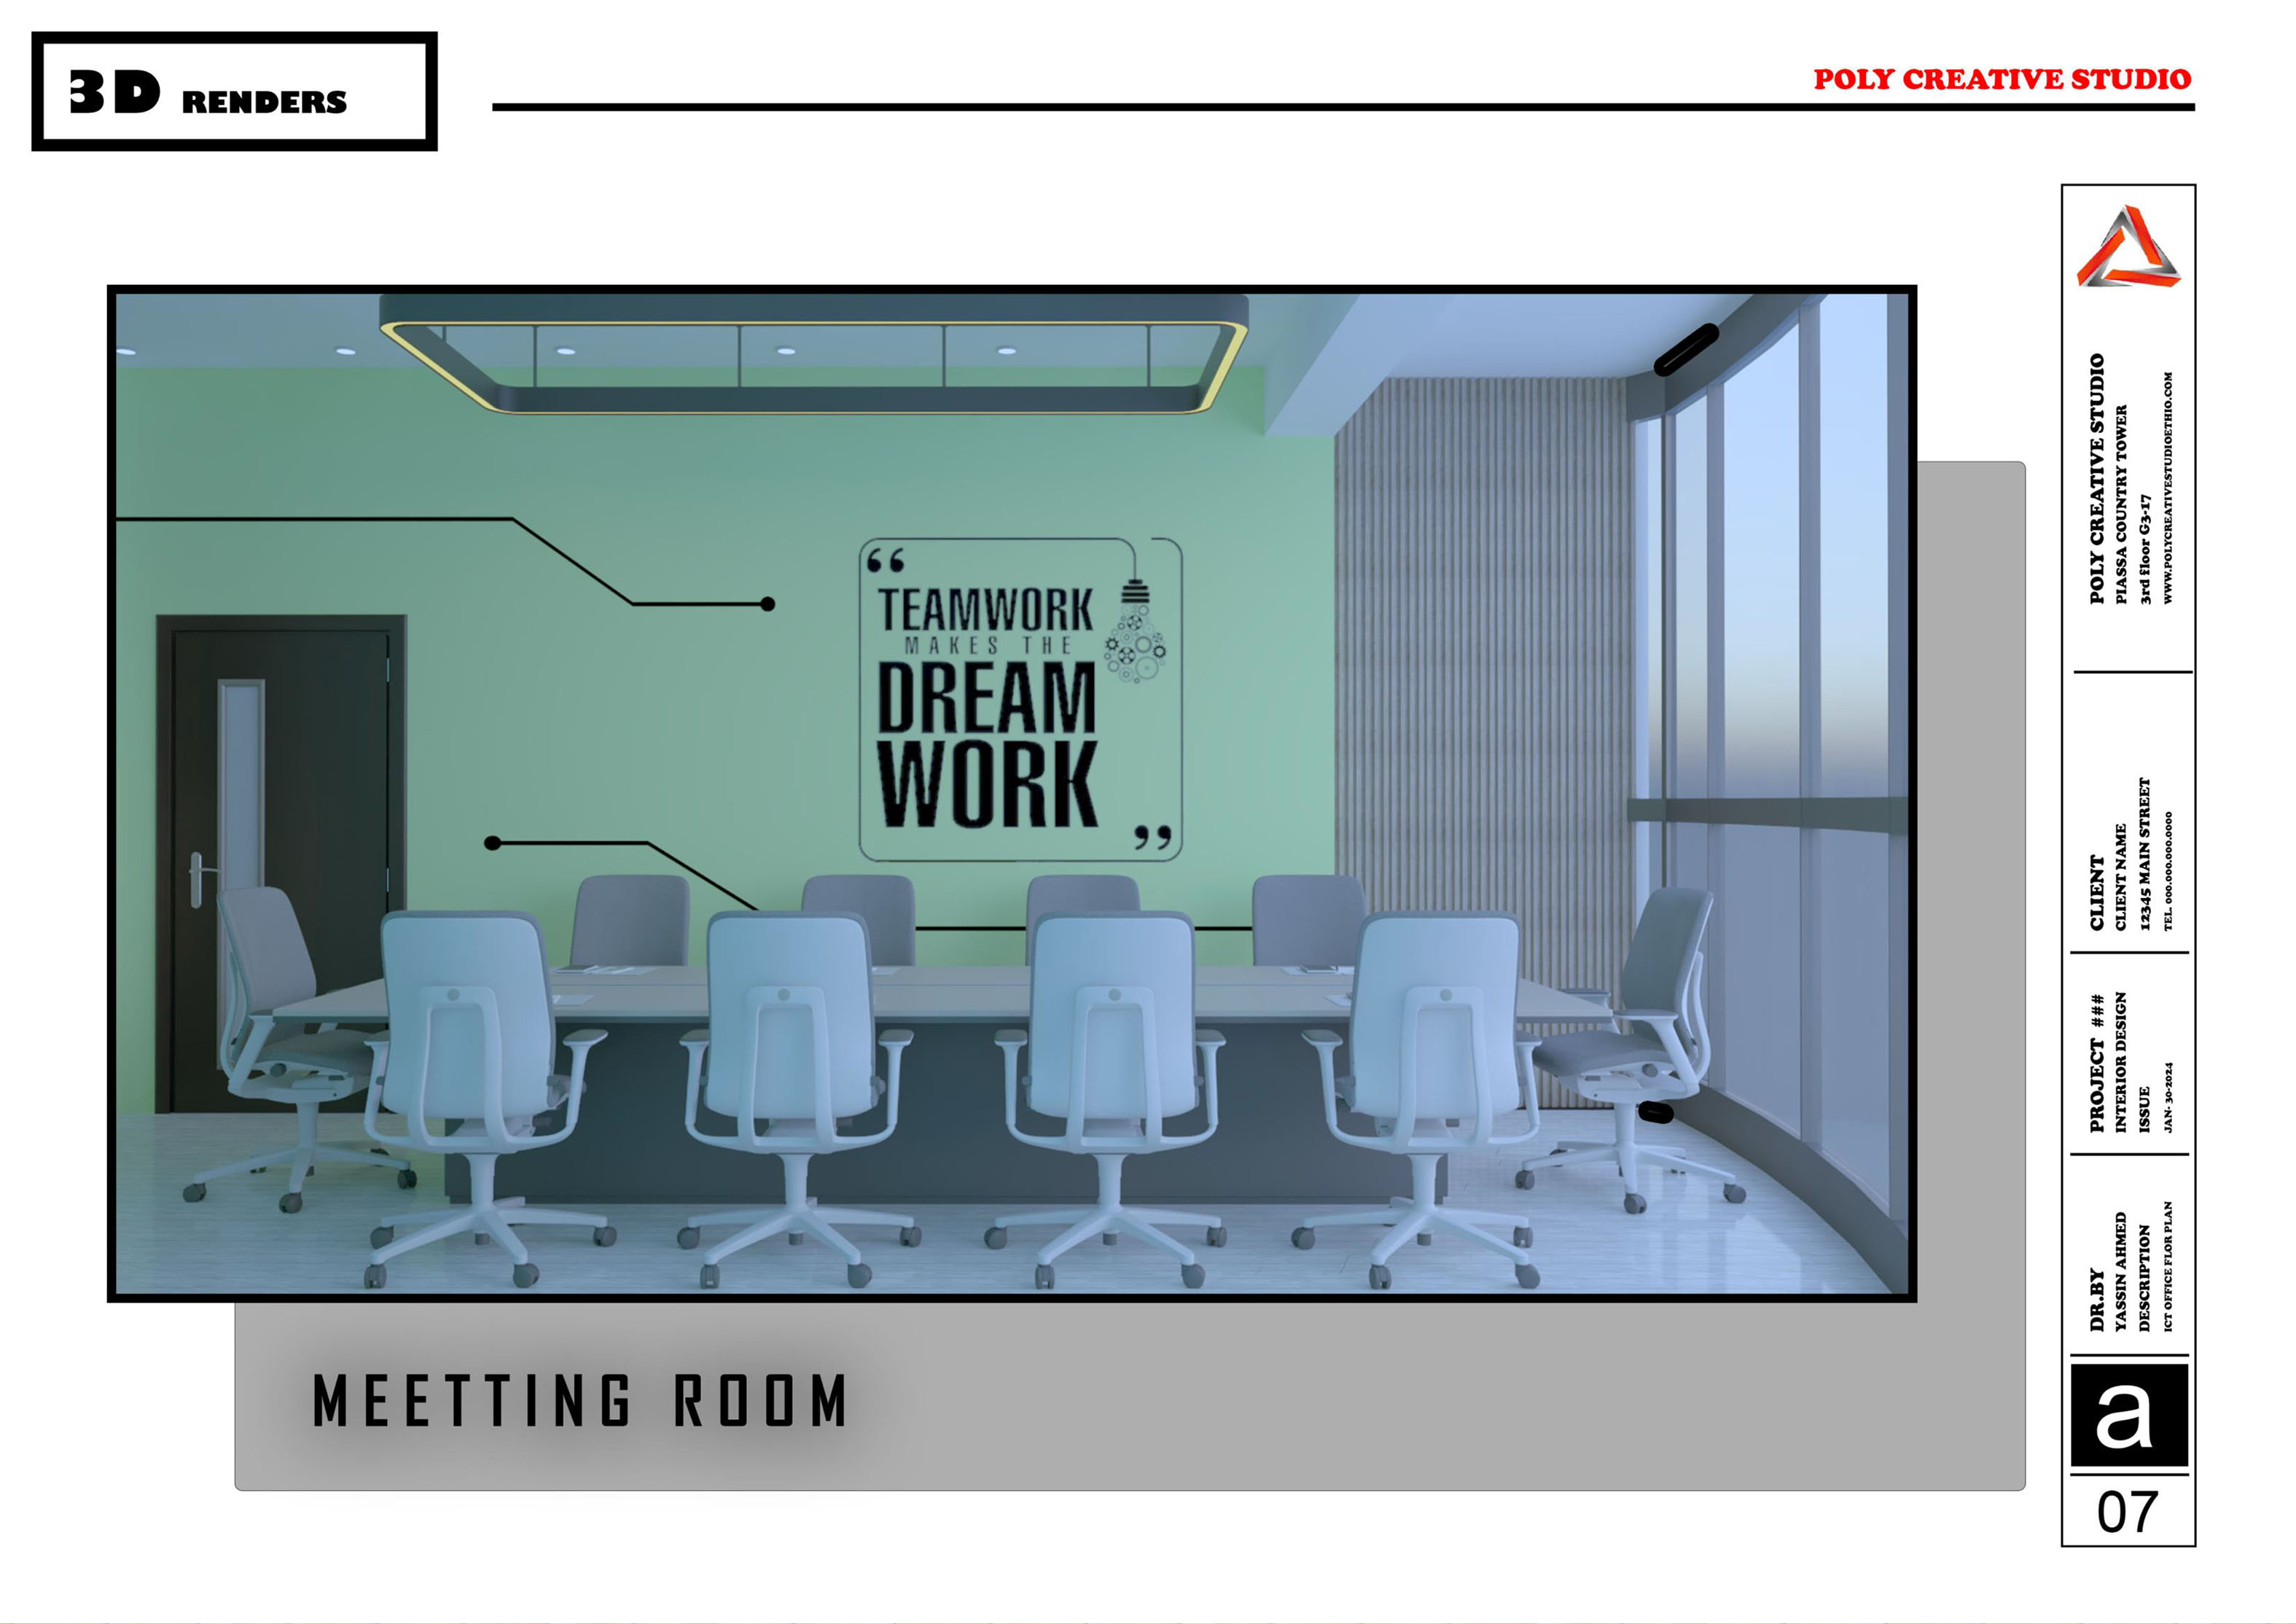 3D RENDERS
POLY CREATIVE STUDIO
“
TEAMWORK
MAKES THE
DREAM
WORK
”
MEETTING ROOM
POLY CREATIVE STUDIO
PIASSA COUNTRY TOWER
3rd floor G3-17
WWW.POLYCREATIVESTUDIOETHIO.COM
CLIENT
CLIENT NAME
12345 MAIN STREET
TEL. 000.000.000.0000
PROJECT ###
INTERIOR DESIGN
ISSUE
JAN- 30-2024
DR.BY
YASSIN AHMED
DESCRIPTION
ICT OFFICE FLOR PLAN
a
07